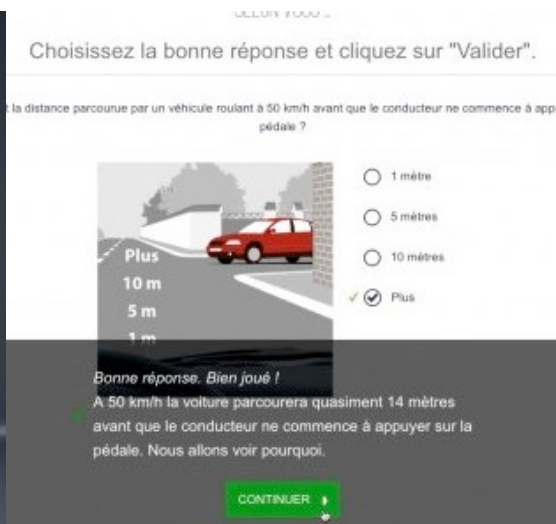 SELON VOUS ...
Choisissez la bonne réponse et cliquez sur "Valider".
t la distance parcourue par un véhicule roulant à 50 km/h avant que le conducteur ne commence à app
pédale ?
1 mètre
5 mètres
10 mètres
Plus
Plus
10 m
5 m
1 m
Bonne réponse. Bien joué !
A 50 km/h la voiture parcourera quasiment 14 mètres
avant que le conducteur ne commence à appuyer sur la
pédale. Nous allons voir pourquoi.
CONTINUER